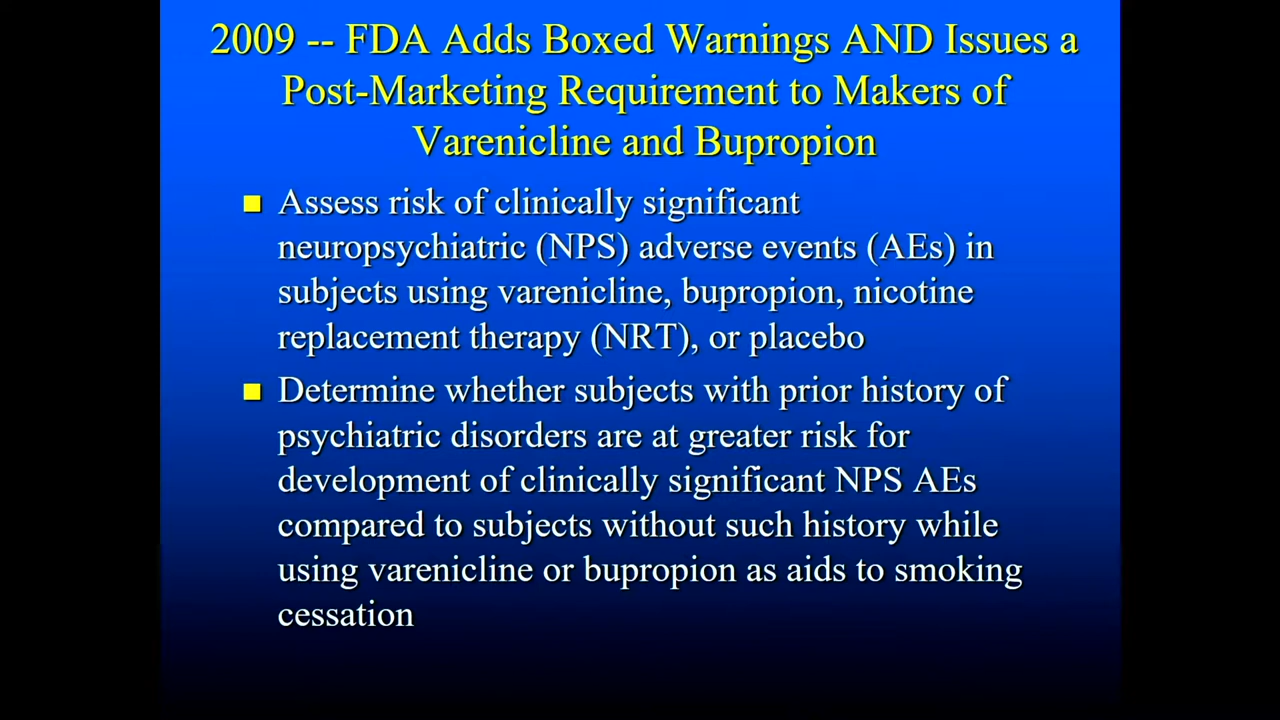 2009 -- FDA Adds Boxed Warnings AND Issues a
Post-Marketing Requirement to Makers of
Varenicline and Bupropion
Assess risk of clinically significant
neuropsychiatric (NPS) adverse events (AEs) in
subjects using varenicline, bupropion, nicotine
replacement therapy (NRT), or placebo
Determine whether subjects with prior history of
psychiatric disorders are at greater risk for
development of clinically significant NPS AEs
compared to subjects without such history while
using varenicline or bupropion as aids to smoking
cessation